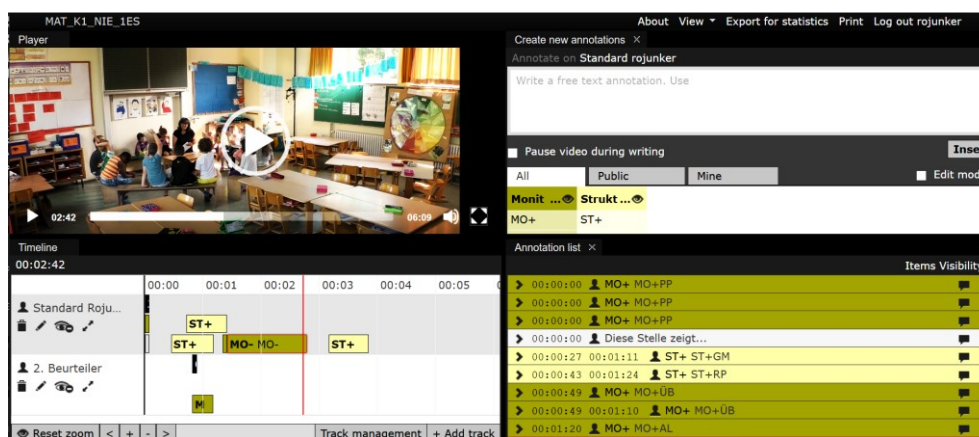 MAT_K1_NIE_1ES About View Export for statistics Print Log out rojunker
Player
02:42 06:09
Create new annotations ×
Annotate on Standard rojunker
Write a free text annotation. Use
Pause video during writing Inse
All Public Mine Edit mod
Monit ... Strukt ...
MO+ ST+
Timeline
00:02:42
00:00 00:01 00:02 00:03 00:04 00:05
Standard Roju...
ST+
ST+ MO- MO- ST+
2. Beurteiler
M
Reset zoom < + - > Track management + Add track
Annotation list ×
Items Visibility
00:00:00 MO+ MO+PP
00:00:00 MO+ MO+PP
00:00:00 MO+ MO+PP
00:00:00 Diese Stelle zeigt...
00:00:27 00:01:11 ST+ ST+GM
00:00:43 00:01:24 ST+ ST+RP
00:00:49 MO+ MO+ÜB
00:00:49 00:01:10 MO+ MO+ÜB
00:01:20 MO+ MO+AL